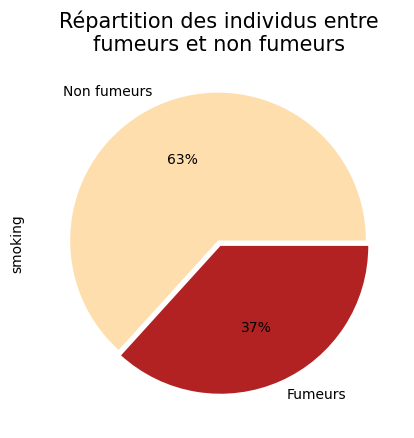 Répartition des individus entre
fumeurs et non fumeurs
Non fumeurs
63%
smoking
37%
Fumeurs